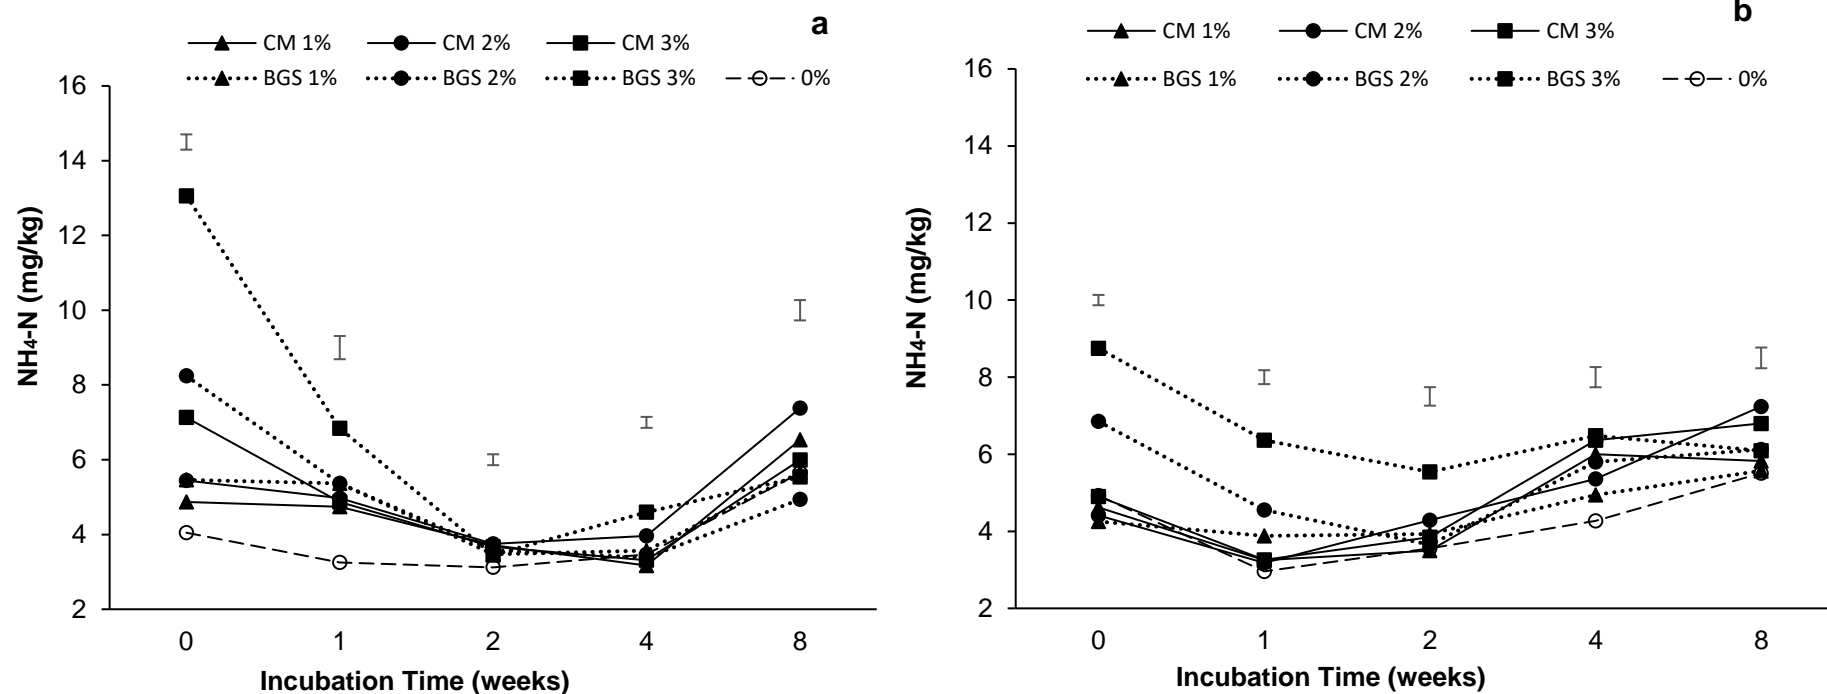 a
CM 1% CM 2% CM 3%
BGS 1% BGS 2% BGS 3% 0%
16
14
12
10
8
6
4
2
NH4-N (mg/kg)
0 1 2 4 8
Incubation Time (weeks)
b
CM 1% CM 2% CM 3%
BGS 1% BGS 2% BGS 3% 0%
16
14
12
10
8
6
4
2
NH4-N (mg/kg)
0 1 2 4 8
Incubation Time (weeks)